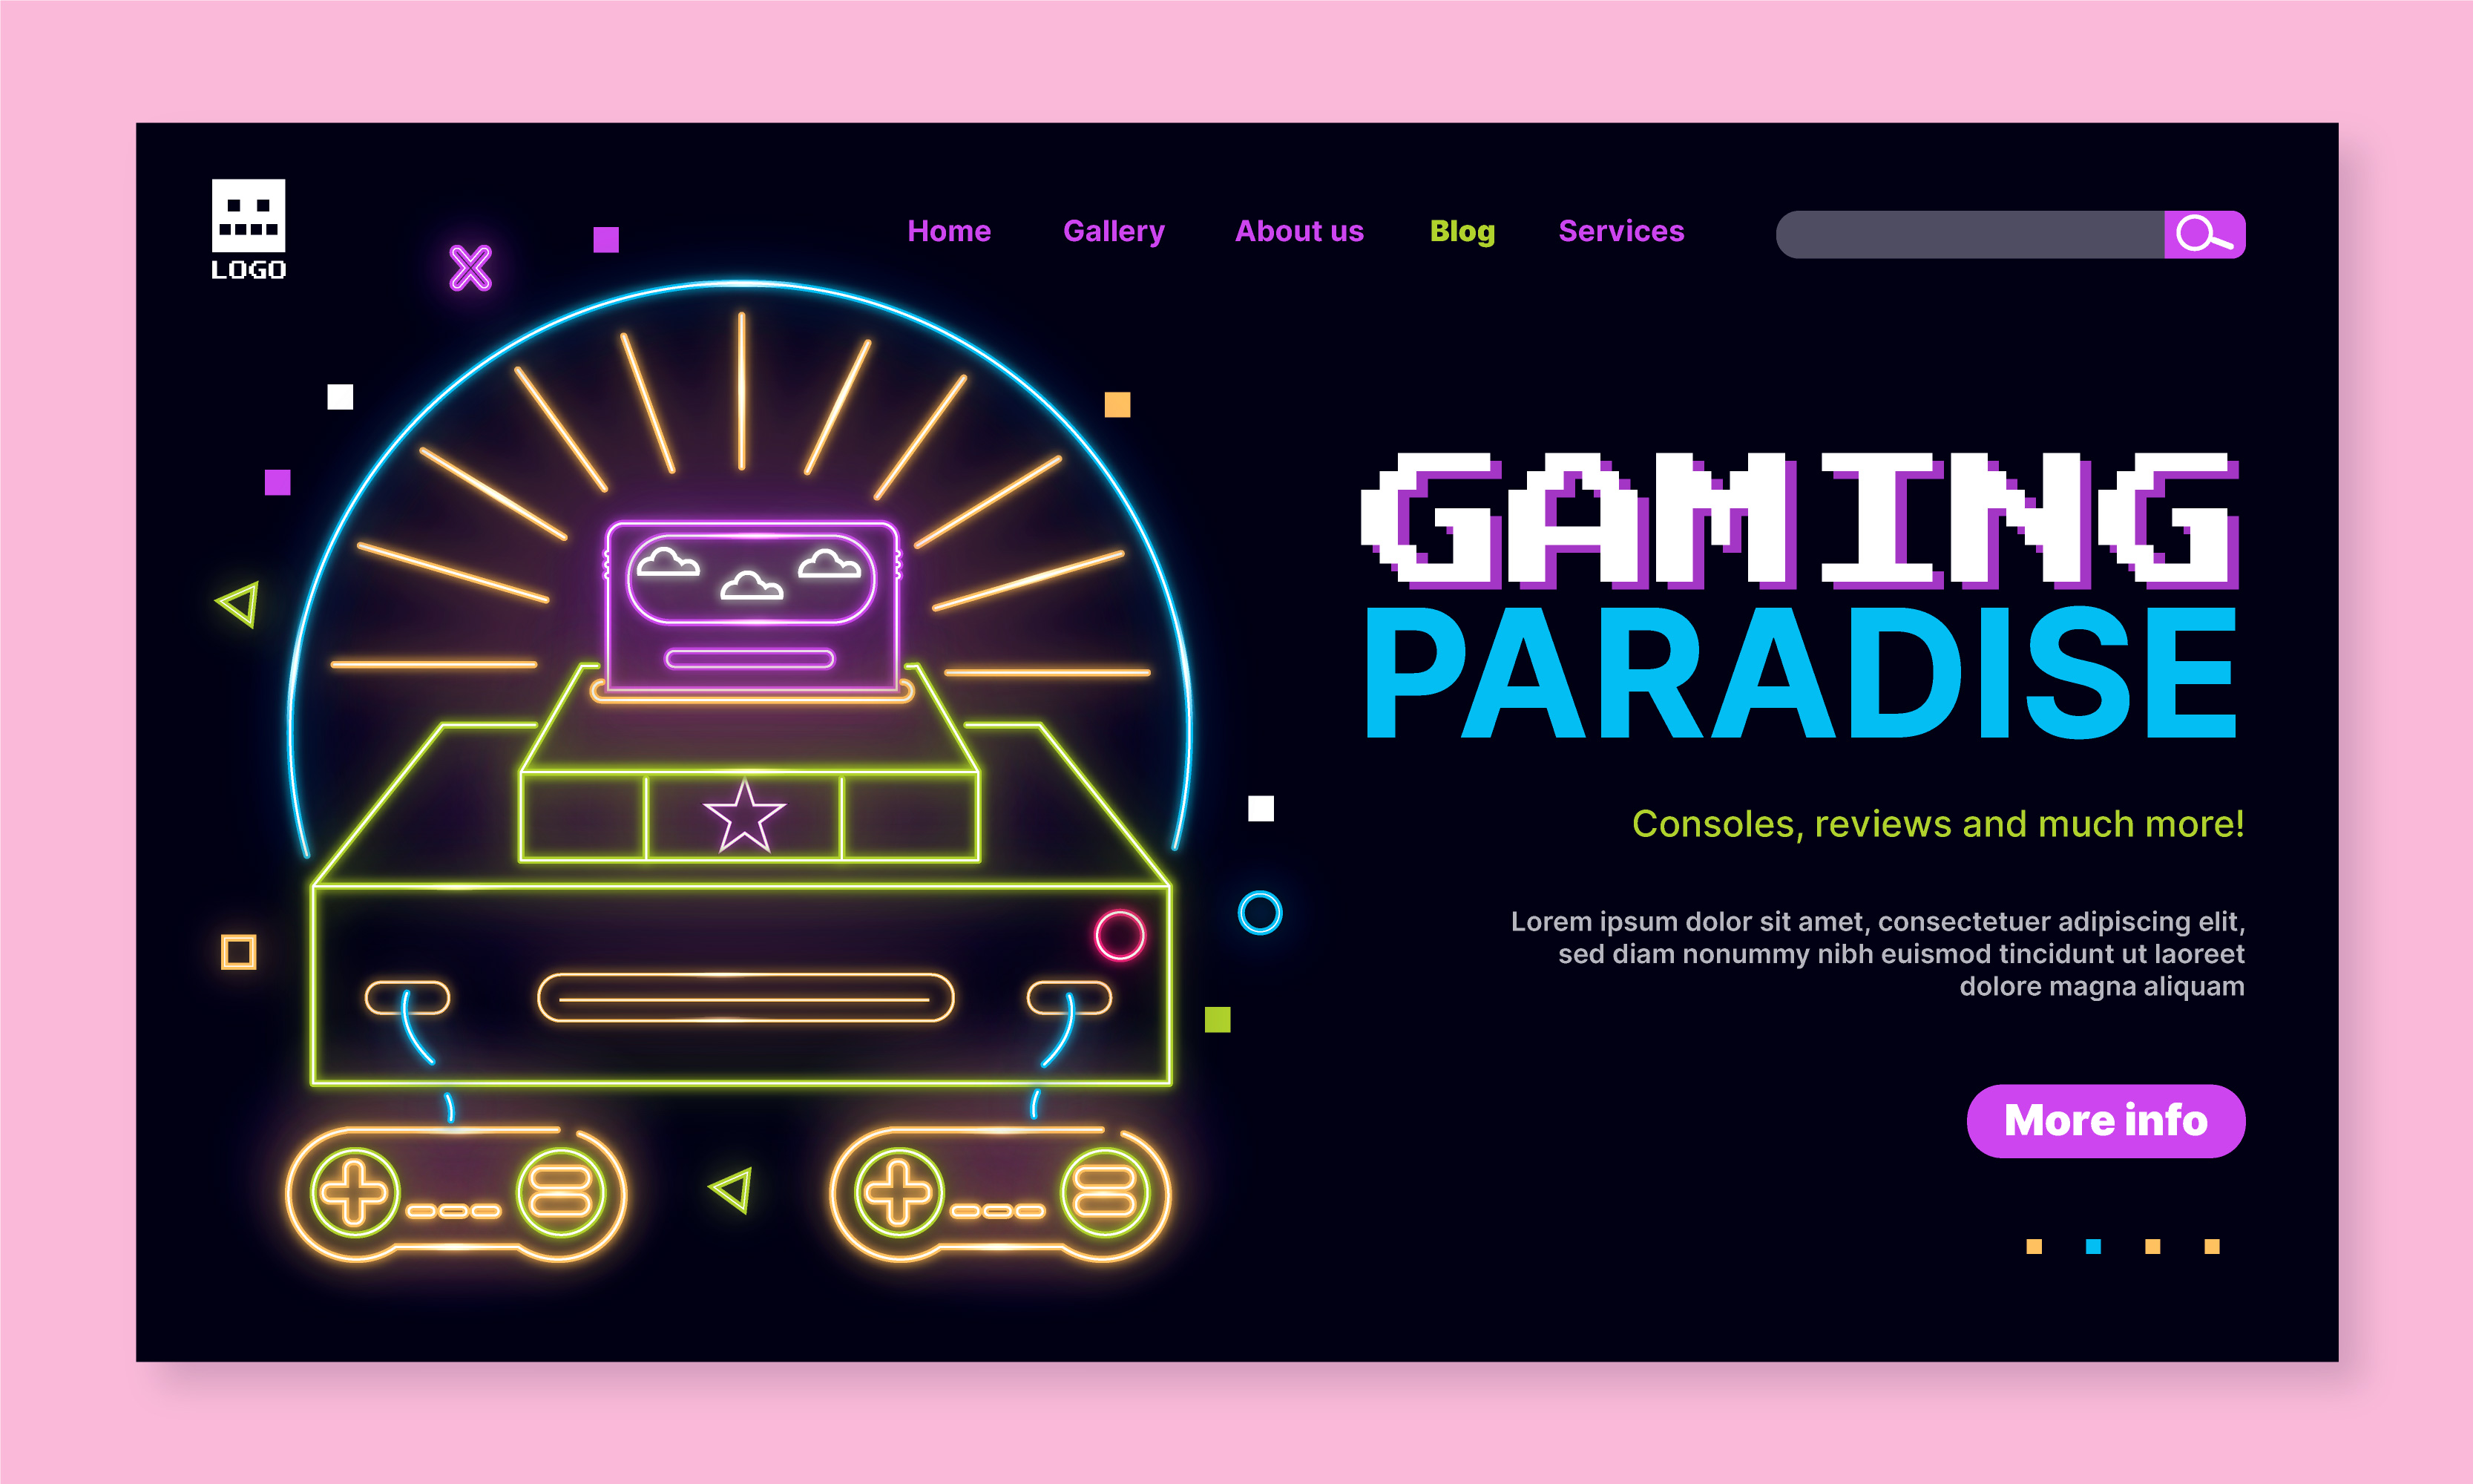 LOGO
Home Gallery About us Blog Services
GAMING
PARADISE
Consoles, reviews and much more!
Lorem ipsum dolor sit amet, consectetuer adipiscing elit,
sed diam nonummy nibh euismod tincidunt ut laoreet
dolore magna aliquam
More info